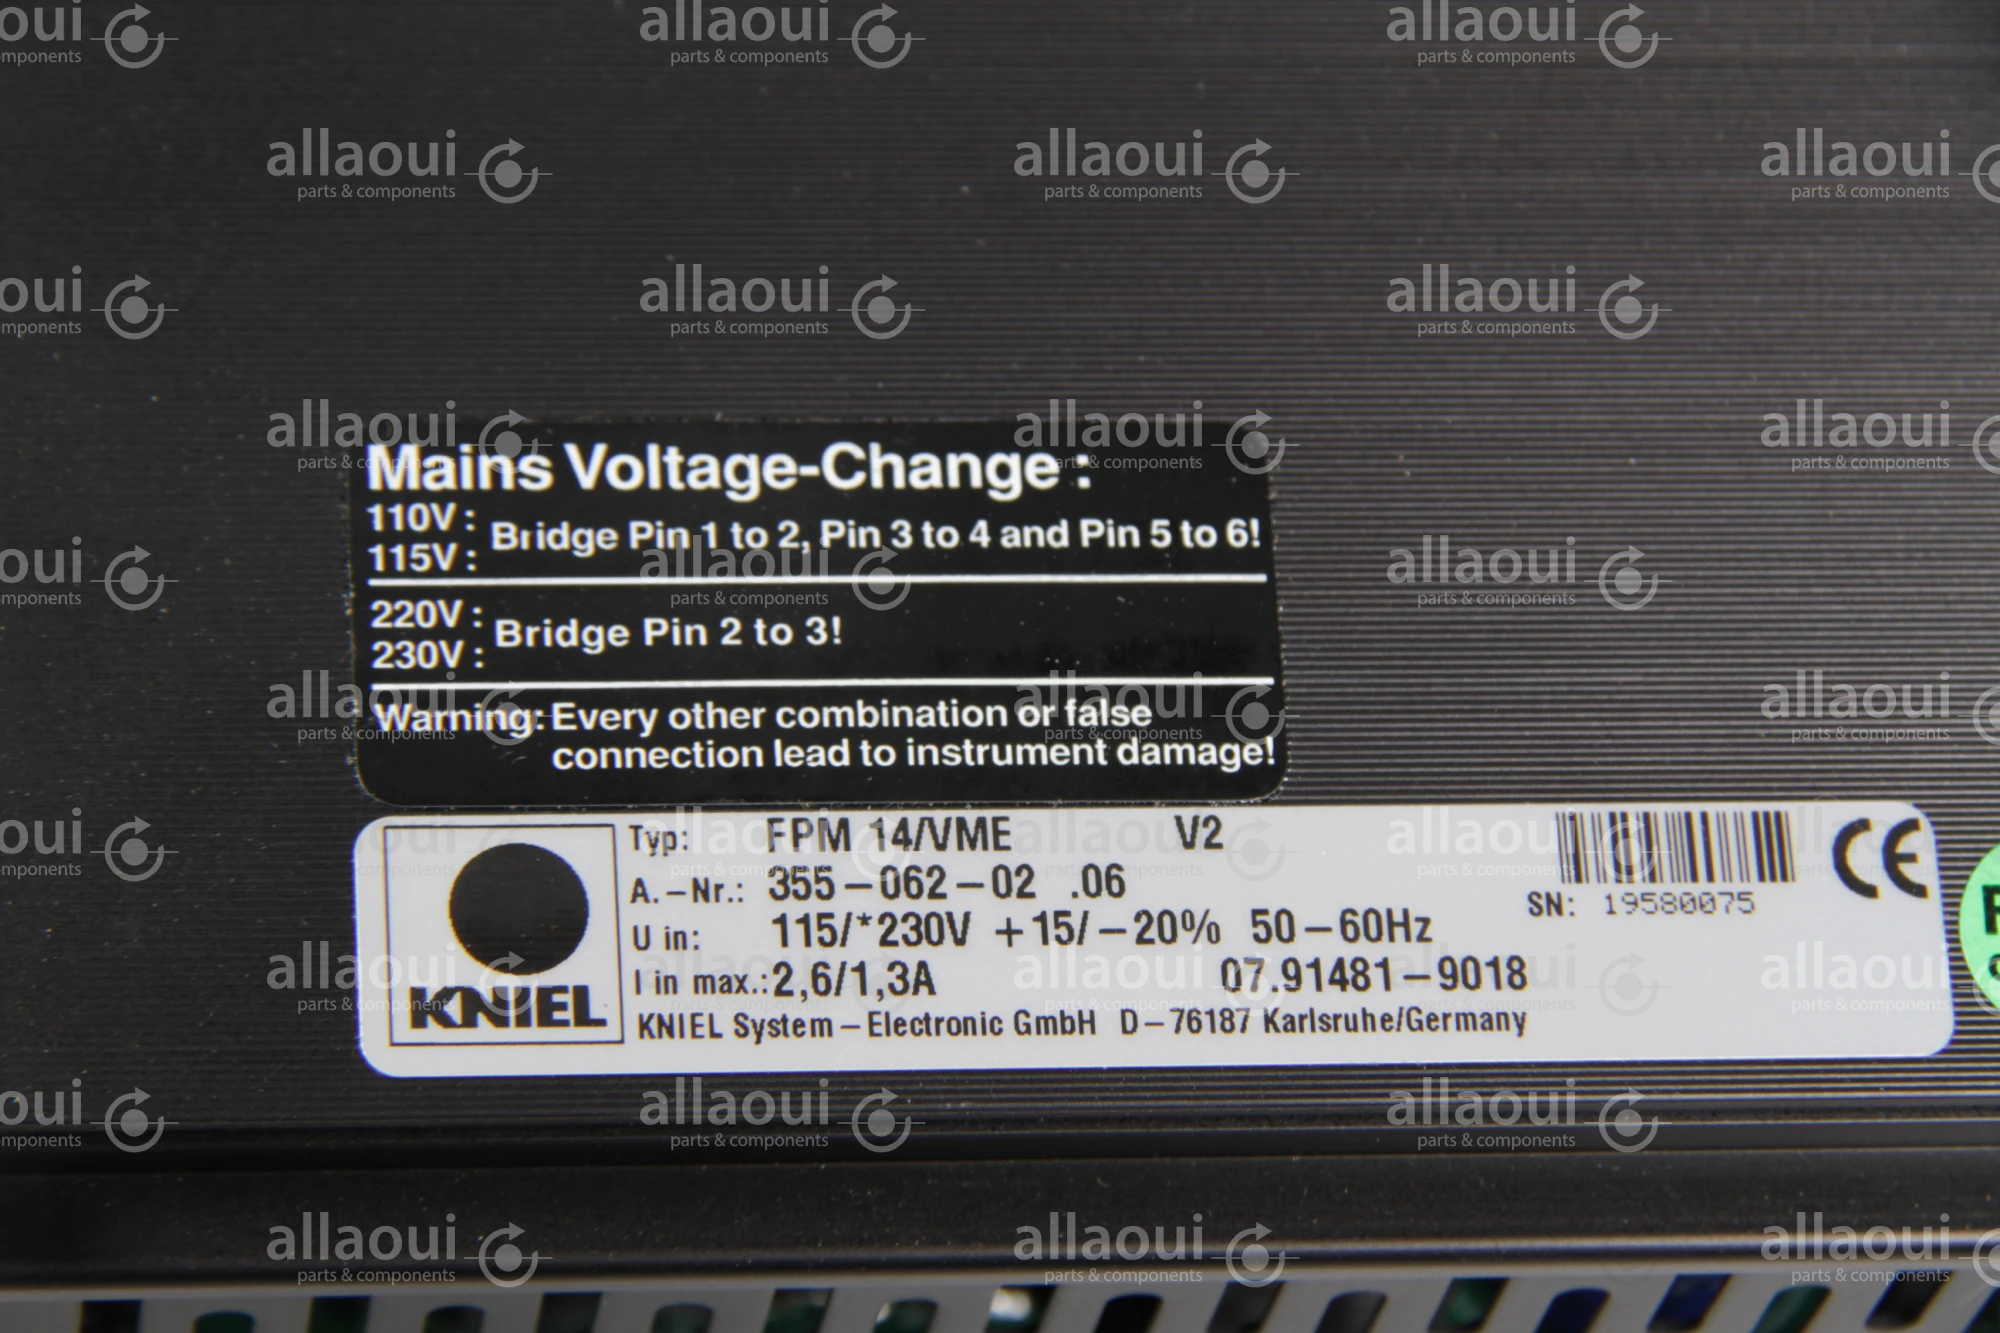 Mains Voltage-Change :
110V :
115V :
Bridge Pin 1 to 2, Pin 3 to 4 and Pin 5 to 6!
220V :
230V :
Bridge Pin 2 to 3!
Warning: Every other combination or false
connection lead to instrument damage!
KNIEL
Typ: FPM 14/VME V2
A.-Nr.: 355-062-02 .06
U in: 115/*230V +15/-20% 50-60Hz
I in max.: 2,6/1,3A 07.91481-9018
KNIEL System-Electronic GmbH D-76187 Karlsruhe/Germany
SN: 19580075
CE
allaoui
parts & components